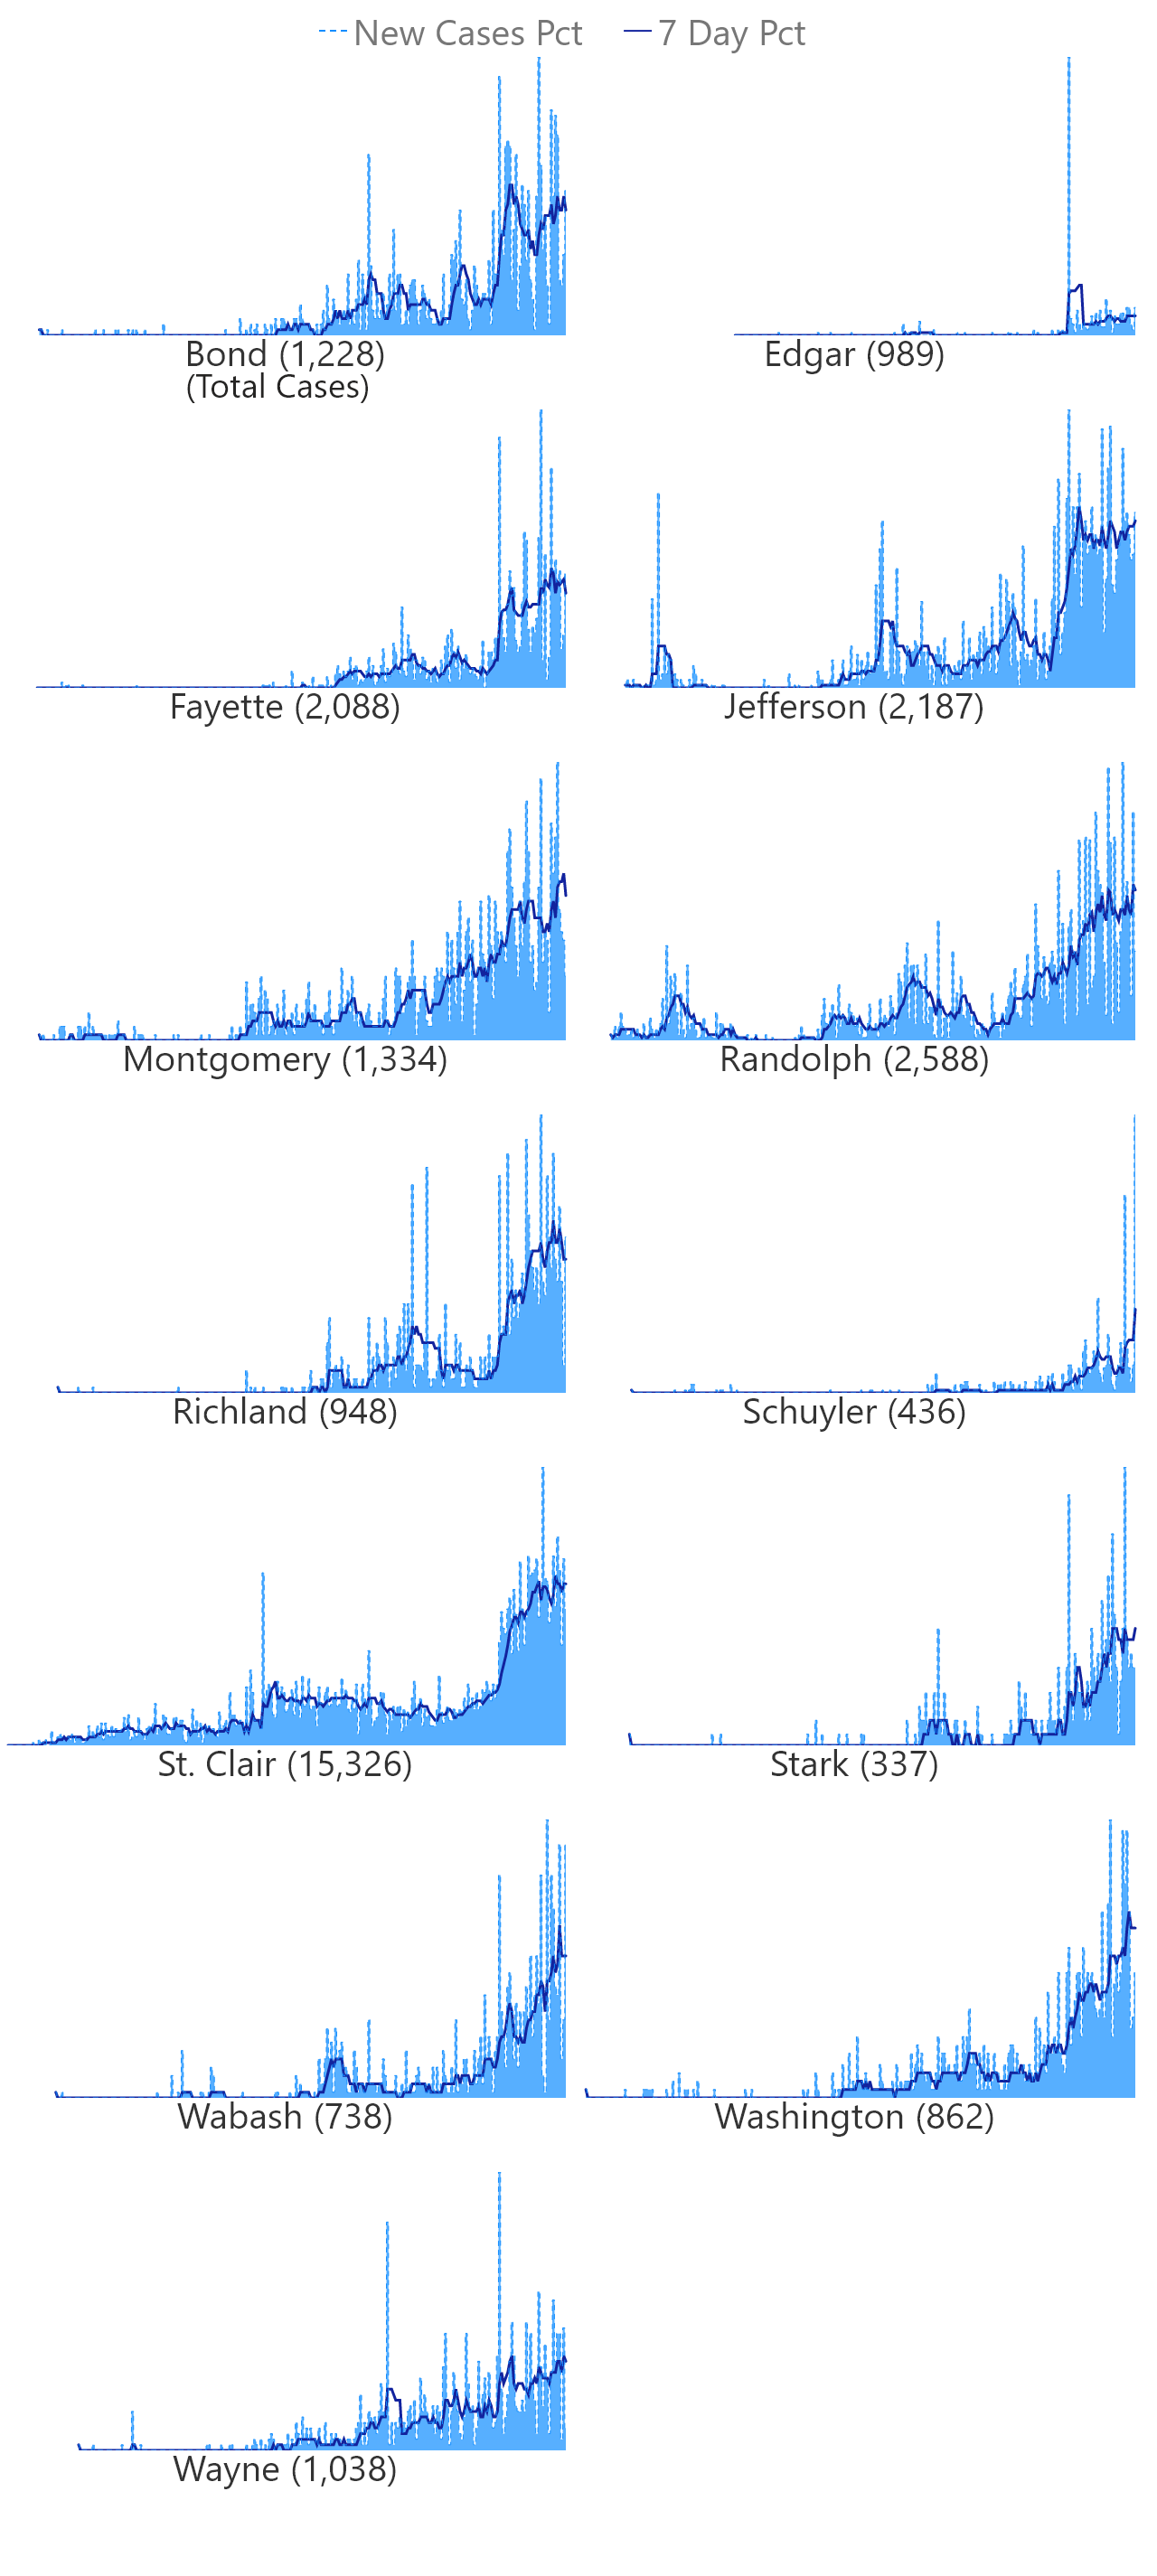 New Cases Pct 7 Day Pct
Bond (1,228)
(Total Cases)
Edgar (989)
Fayette (2,088)
Jefferson (2,187)
Montgomery (1,334)
Randolph (2,588)
Richland (948)
Schuyler (436)
St. Clair (15,326)
Stark (337)
Wabash (738)
Washington (862)
Wayne (1,038)